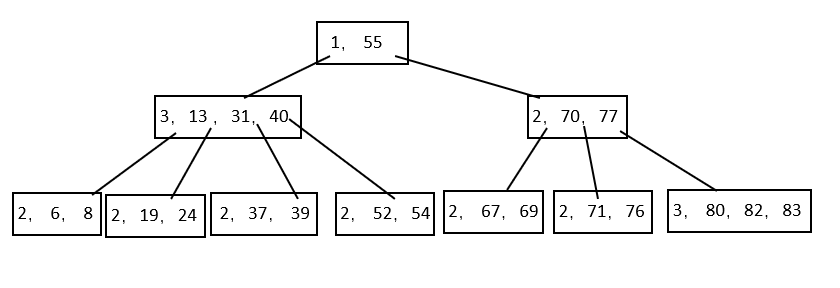 1, 55
3, 13, 31, 40
2, 70, 77
2, 6, 8
2, 19, 24
2, 37, 39
2, 52, 54
2, 67, 69
2, 71, 76
3, 80, 82, 83